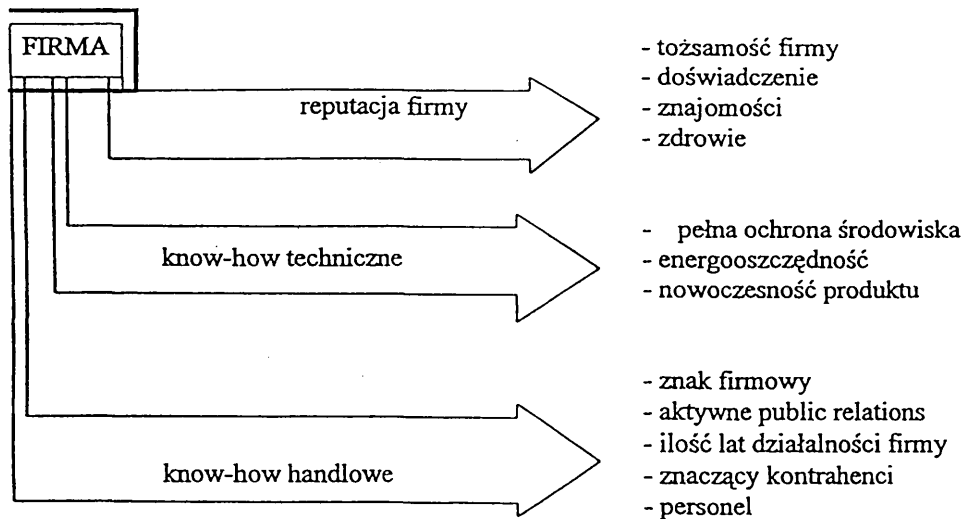 FIRMA
reputacja firmy
- tożsamość firmy
- doświadczenie
- znajomości
- zdrowie
know-how techniczne
- pełna ochrona środowiska
- energooszczędność
- nowoczesność produktu
know-how handlowe
- znak firmowy
- aktywne public relations
- ilość lat działalności firmy
- znaczący kontrahenci
- personel